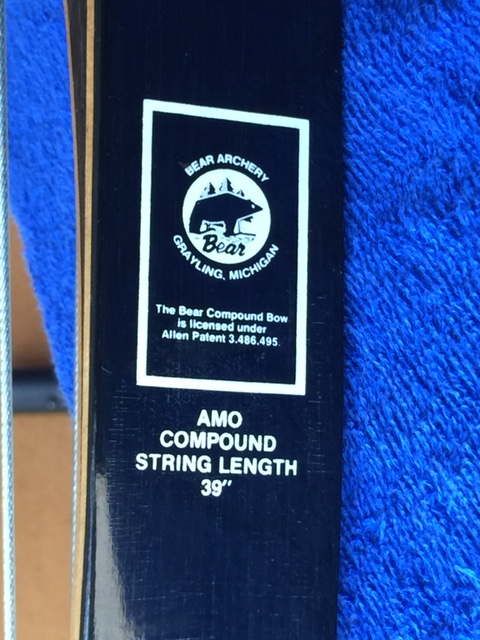 BEAR ARCHERY
Bear
GRAYLING, MICHIGAN
The Bear Compound Bow
is licensed under
Allen Patent 3.486.495.
AMO
COMPOUND
STRING LENGTH
39"